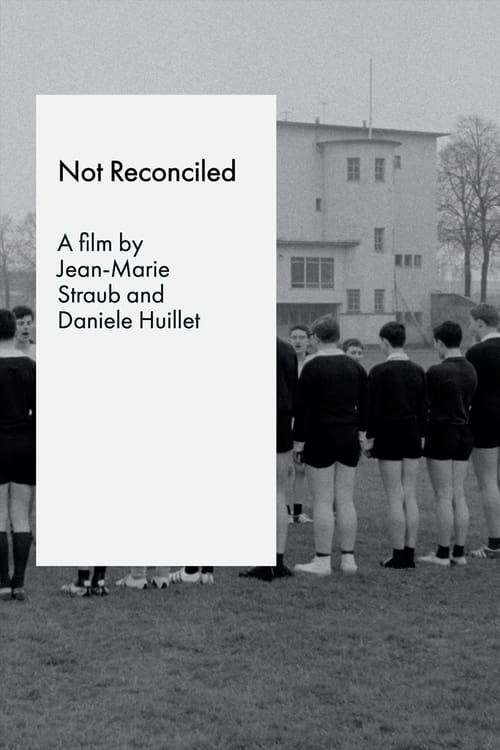 Not Reconciled
A film by
Jean-Marie
Straub and
Daniele Huillet